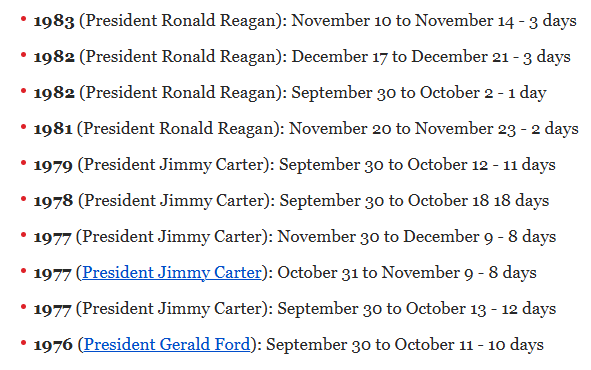 1983 (President Ronald Reagan): November 10 to November 14 - 3 days
1982 (President Ronald Reagan): December 17 to December 21 - 3 days
1982 (President Ronald Reagan): September 30 to October 2 - 1 day
1981 (President Ronald Reagan): November 20 to November 23 - 2 days
1979 (President Jimmy Carter): September 30 to October 12 - 11 days
1978 (President Jimmy Carter): September 30 to October 18 18 days
1977 (President Jimmy Carter): November 30 to December 9 - 8 days
1977 (President Jimmy Carter): October 31 to November 9 - 8 days
1977 (President Jimmy Carter): September 30 to October 13 - 12 days
1976 (President Gerald Ford): September 30 to October 11 - 10 days